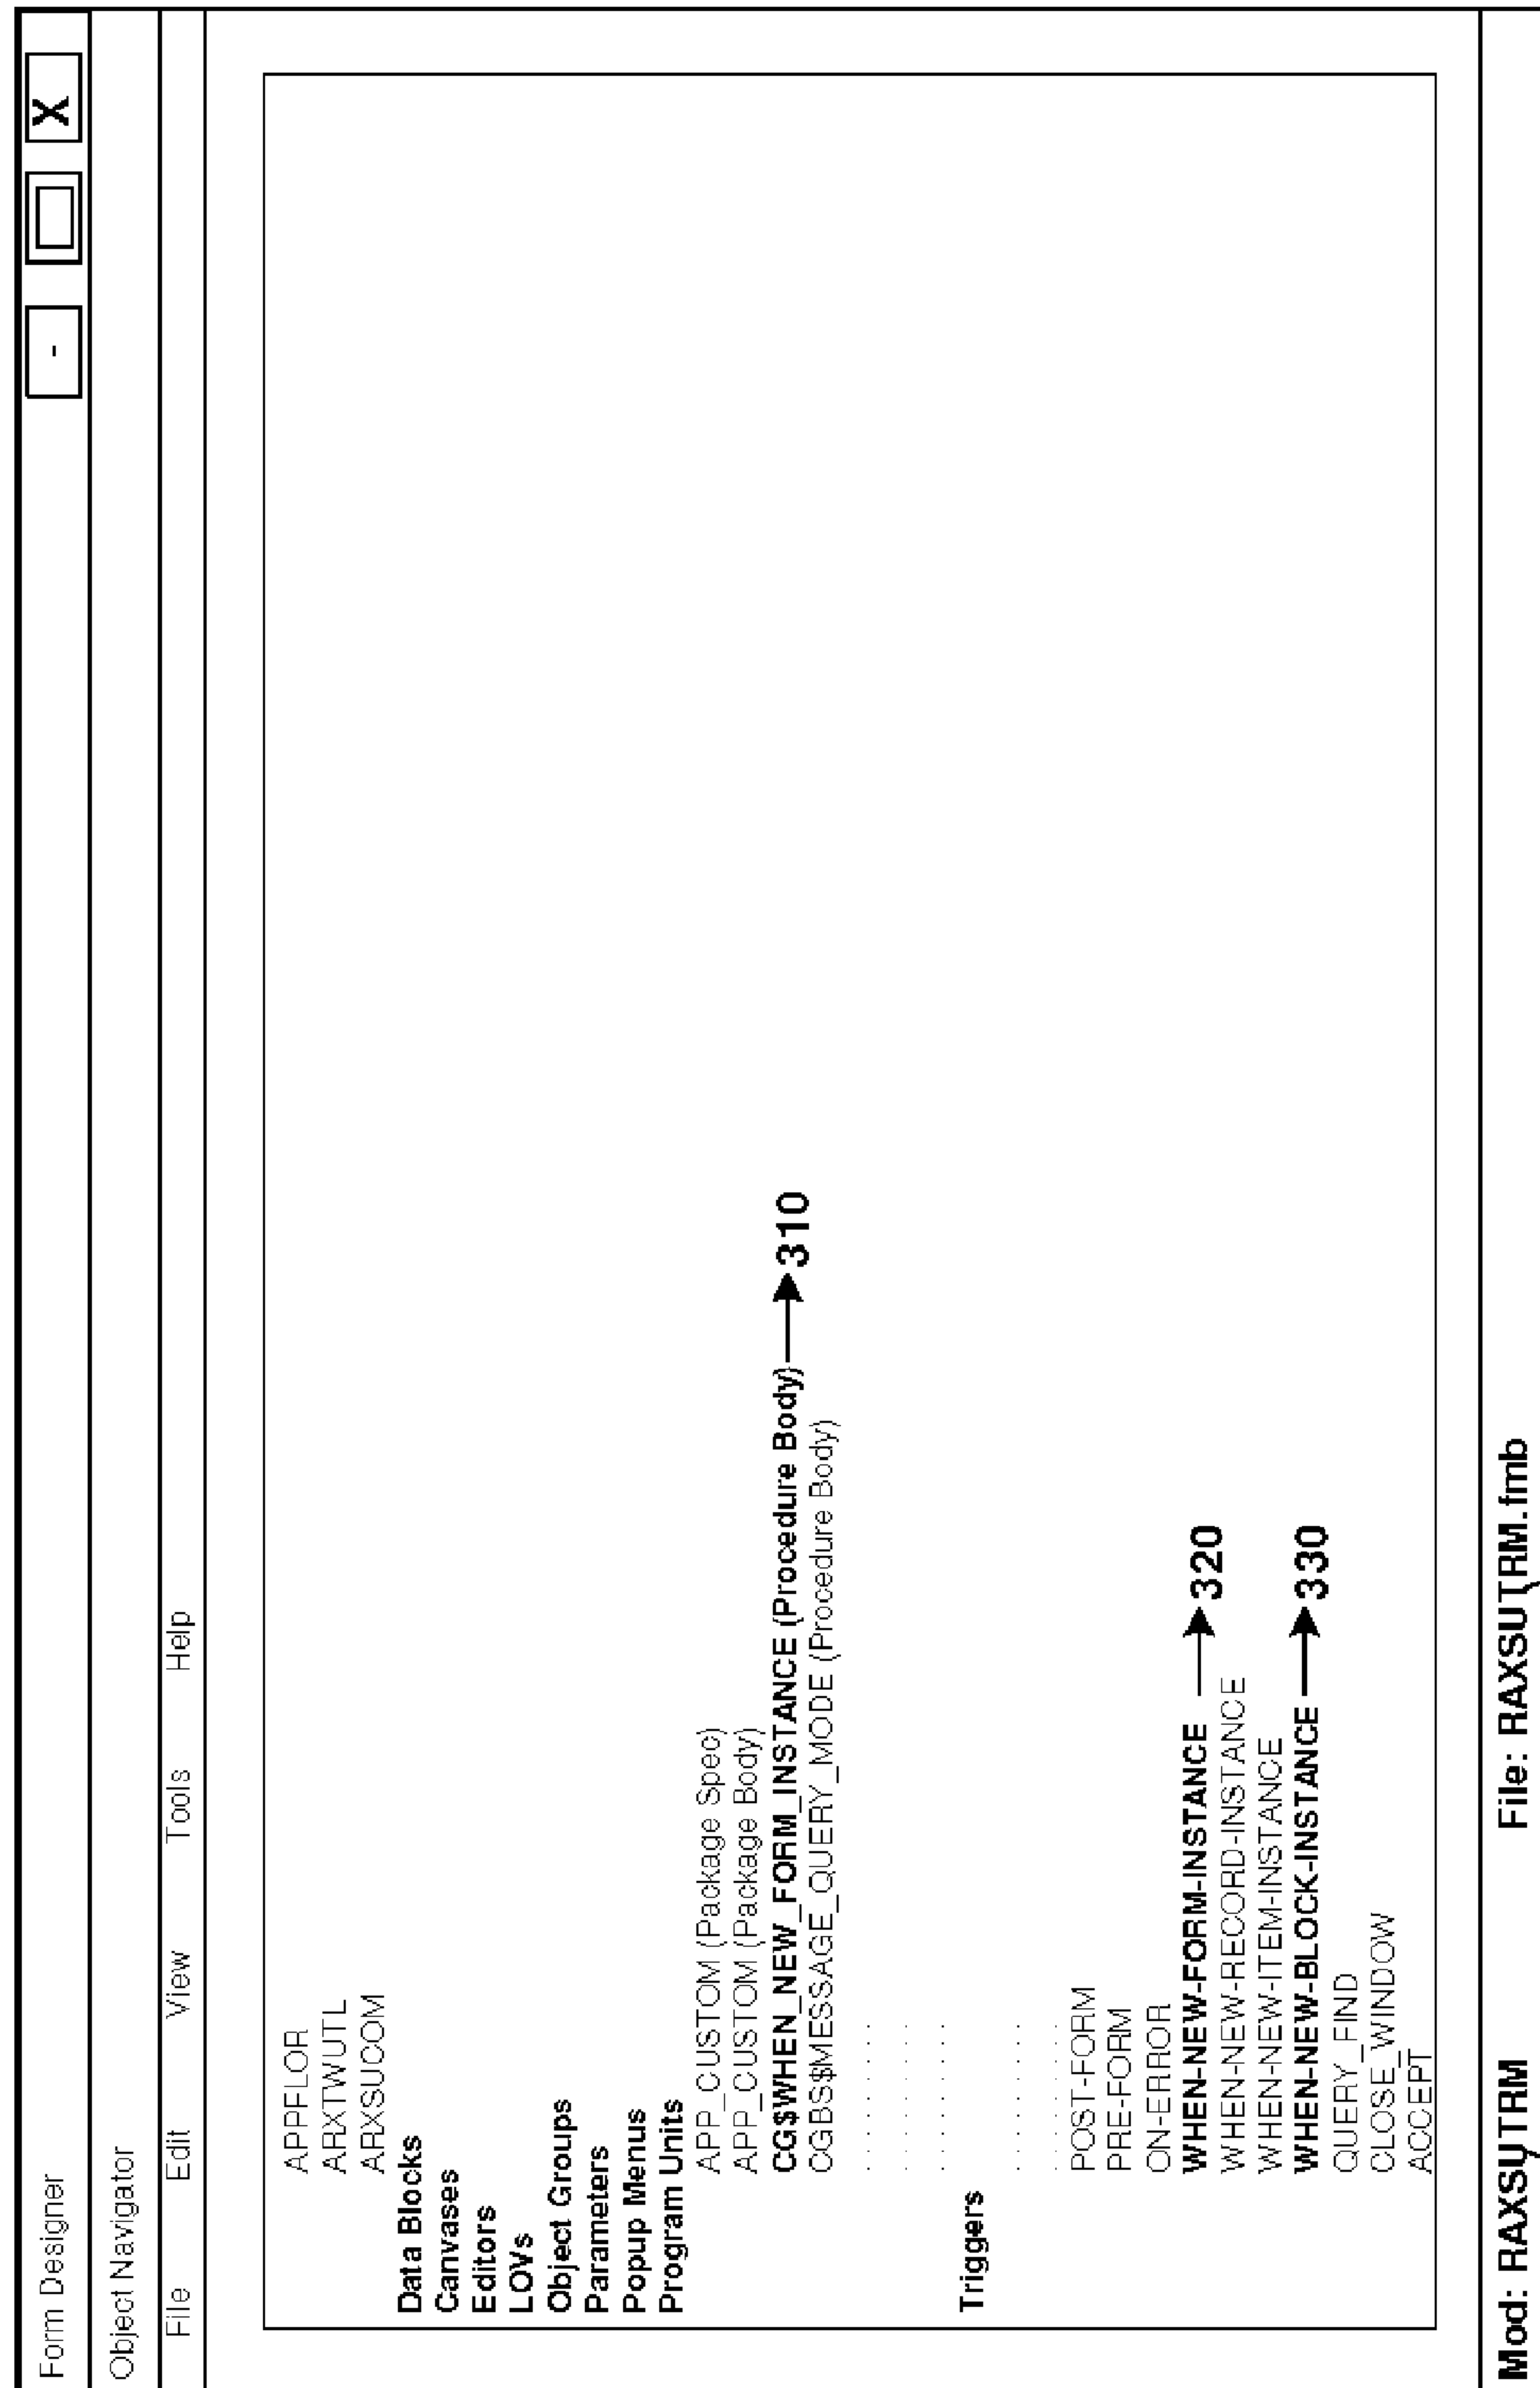 Form Designer - X
Object Navigator
File Edit View Tools Help
APPFLOR
ARXTWUTL
ARXSUCOM
Data Blocks
Canvases
Editors
LOVs
Object Groups
Parameters
Popup Menus
Program Units
APP_CUSTOM (Package Spec)
APP_CUSTOM (Package Body)
CG$WHEN_NEW_FORM_INSTANCE (Procedure Body) 310
CGBS$MESSAGE_QUERY_MODE (Procedure Body)
. . . . . . . .
. . . . . . . .
. . . . . . . .
Triggers
. . . . . . . .
. . . . . . . .
POST-FORM
PRE-FORM
ON-ERROR
WHEN-NEW-FORM-INSTANCE 320
WHEN-NEW-RECORD-INSTANCE
WHEN-NEW-ITEM-INSTANCE
WHEN-NEW-BLOCK-INSTANCE 330
QUERY_FIND
CLOSE_WINDOW
ACCEPT
Mod: RAXSUTRM File: RAXSUTRM.fmb